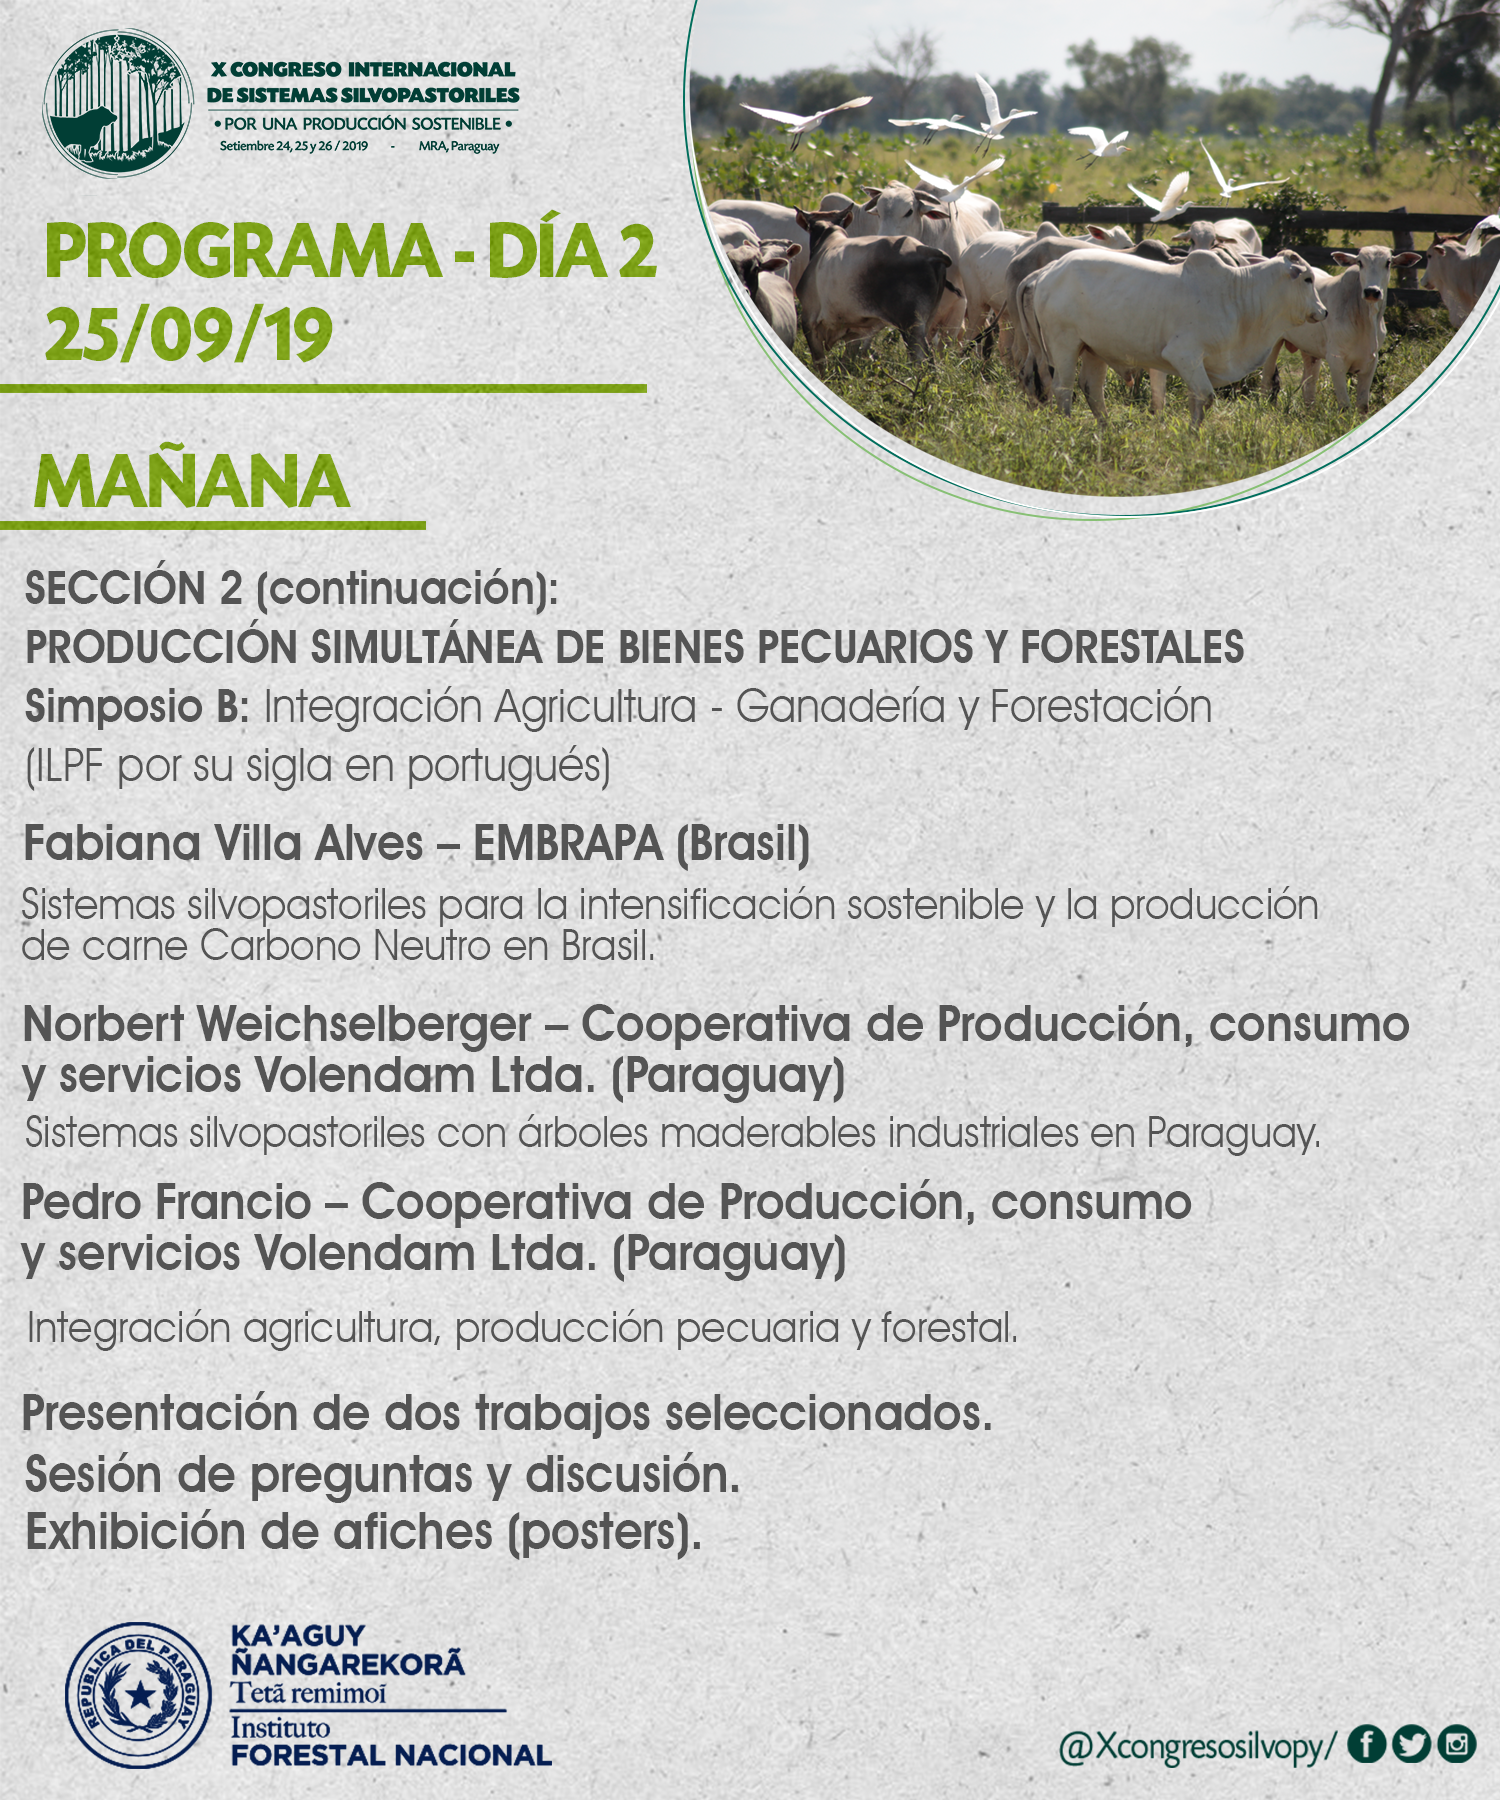 X CONGRESO INTERNACIONAL
DE SISTEMAS SILVOPASTORILES
• POR UNA PRODUCCIÓN SOSTENIBLE •
Setiembre 24, 25 y 26 / 2019 - MRA, Paraguay
PROGRAMA - DÍA 2
25/09/19
MAÑANA
SECCIÓN 2 (continuación):
PRODUCCIÓN SIMULTÁNEA DE BIENES PECUARIOS Y FORESTALES
Simposio B: Integración Agricultura - Ganadería y Forestación
(ILPF por su sigla en portugués)
Fabiana Villa Alves – EMBRAPA (Brasil)
Sistemas silvopastoriles para la intensificación sostenible y la producción
de carne Carbono Neutro en Brasil.
Norbert Weichselberger – Cooperativa de Producción, consumo
y servicios Volendam Ltda. (Paraguay)
Sistemas silvopastoriles con árboles maderables industriales en Paraguay.
Pedro Francio – Cooperativa de Producción, consumo
y servicios Volendam Ltda. (Paraguay)
Integración agricultura, producción pecuaria y forestal.
Presentación de dos trabajos seleccionados.
Sesión de preguntas y discusión.
Exhibición de afiches (posters).
REPUBLICA DEL PARAGUAY
KA'AGUY
ÑANGAREKORÃ
Tetã remimoĩ
Instituto
FORESTAL NACIONAL
@Xcongresosilvopy/